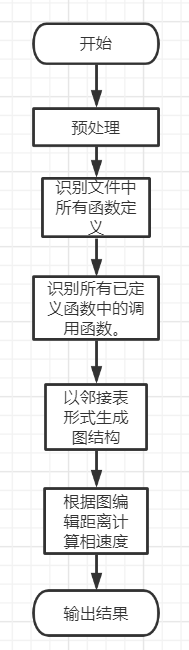 开始
预处理
识别文件中
所有函数定
义
识别所有已定
义函数中的调
用函数。
以邻接表
形式生成
图结构
根据图编
辑距离计
算相速度
输出结果